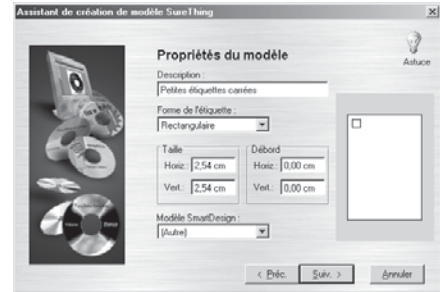 Assistant de création de modèle SureThing
Propriétés du modèle
Astuce
Description :
Petites étiquettes carrées
Forme de l'étiquette :
Rectangulaire
Taille
Débord
Horiz.: 2,54 cm
Horiz.: 0,00 cm
Vert.: 2,54 cm
Vert.: 0,00 cm
Modèle SmartDesign :
(Autre)
< Préc.
Suiv. >
Annuler